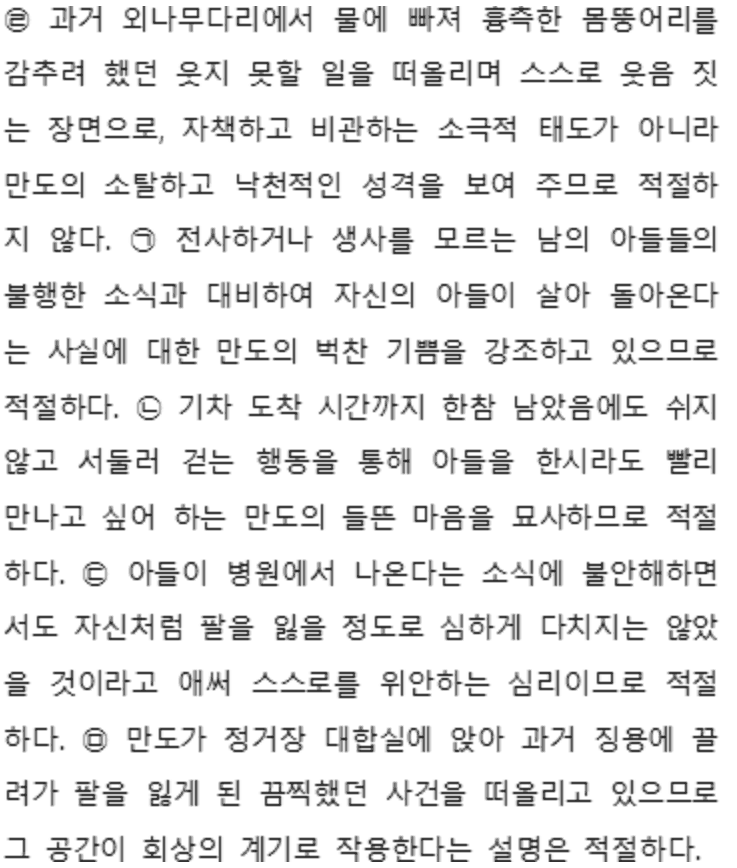 ㉣ 과거 외나무다리에서 물에 빠져 흉측한 몸뚱어리를
감추려 했던 웃지 못할 일을 떠올리며 스스로 웃음 짓
는 장면으로, 자책하고 비관하는 소극적 태도가 아니라
만도의 소탈하고 낙천적인 성격을 보여 주므로 적절하
지 않다. ㉠ 전사하거나 생사를 모르는 남의 아들들의
불행한 소식과 대비하여 자신의 아들이 살아 돌아온다
는 사실에 대한 만도의 벅찬 기쁨을 강조하고 있으므로
적절하다. ㉡ 기차 도착 시간까지 한참 남았음에도 쉬지
않고 서둘러 걷는 행동을 통해 아들을 한시라도 빨리
만나고 싶어 하는 만도의 들뜬 마음을 묘사하므로 적절
하다. ㉢ 아들이 병원에서 나온다는 소식에 불안해하면
서도 자신처럼 팔을 잃을 정도로 심하게 다치지는 않았
을 것이라고 애써 스스로를 위안하는 심리이므로 적절
하다. ㉤ 만도가 정거장 대합실에 앉아 과거 징용에 끌
려가 팔을 잃게 된 끔찍했던 사건을 떠올리고 있으므로
그 공간이 회상의 계기로 작용한다는 설명은 적절하다.